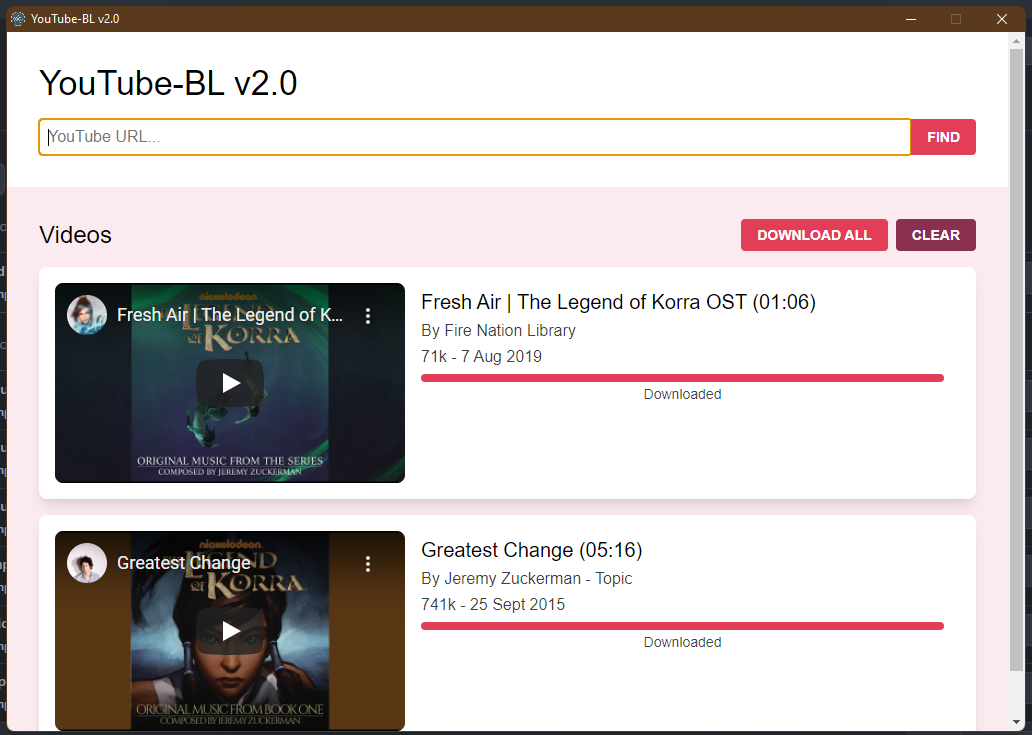 YouTube-BL v2.0
YouTube-BL v2.0
YouTube URL...
FIND
Videos
DOWNLOAD ALL
CLEAR
Fresh Air | The Legend of K...
nickelodeon
LEGEND
OF KORRA
ORIGINAL MUSIC FROM THE SERIES
COMPOSED BY JEREMY ZUCKERMAN
Fresh Air | The Legend of Korra OST (01:06)
By Fire Nation Library
71k - 7 Aug 2019
Downloaded
Greatest Change
nickelodeon
LEGEND
OF KORRA
ORIGINAL MUSIC FROM BOOK ONE
COMPOSED BY JEREMY ZUCKERMAN
Greatest Change (05:16)
By Jeremy Zuckerman - Topic
741k - 25 Sept 2015
Downloaded